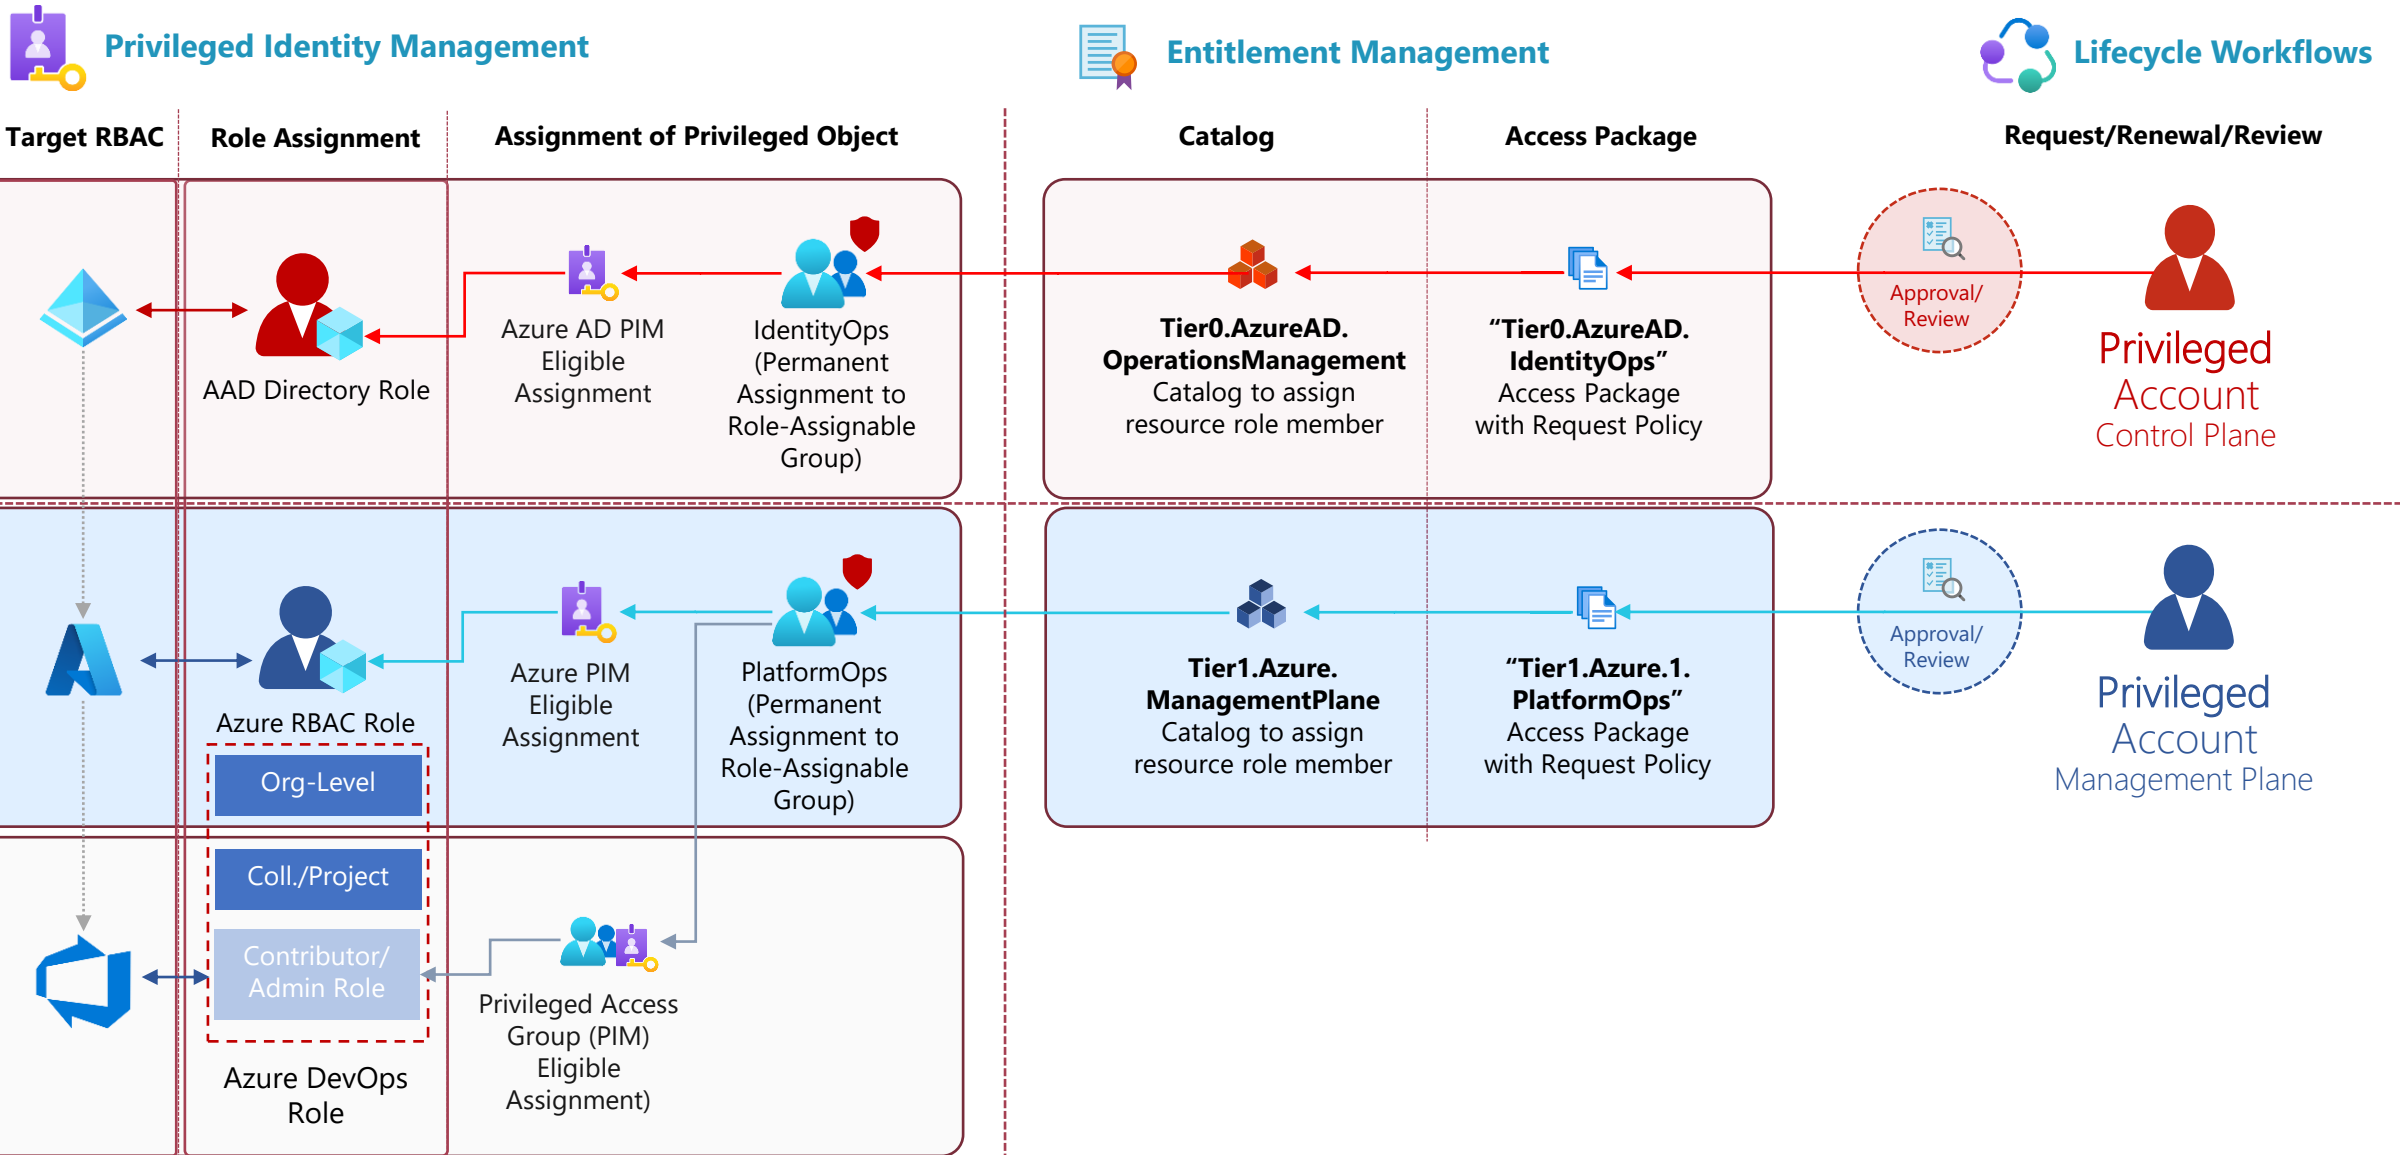 Privileged Identity Management
Entitlement Management
Lifecycle Workflows
Target RBAC
Role Assignment
Assignment of Privileged Object
Catalog
Access Package
Request/Renewal/Review
AAD Directory Role
Azure AD PIM
Eligible
Assignment
IdentityOps
(Permanent
Assignment to
Role-Assignable
Group)
Tier0.AzureAD.
OperationsManagement
Catalog to assign
resource role member
“Tier0.AzureAD.
IdentityOps”
Access Package
with Request Policy
Approval/
Review
Privileged
Account
Control Plane
Azure RBAC Role
Azure PIM
Eligible
Assignment
PlatformOps
(Permanent
Assignment to
Role-Assignable
Group)
Tier1.Azure.
ManagementPlane
Catalog to assign
resource role member
“Tier1.Azure.1.
PlatformOps”
Access Package
with Request Policy
Approval/
Review
Privileged
Account
Management Plane
Org-Level
Coll./Project
Contributor/
Admin Role
Azure DevOps
Role
Privileged Access
Group (PIM)
Eligible
Assignment)